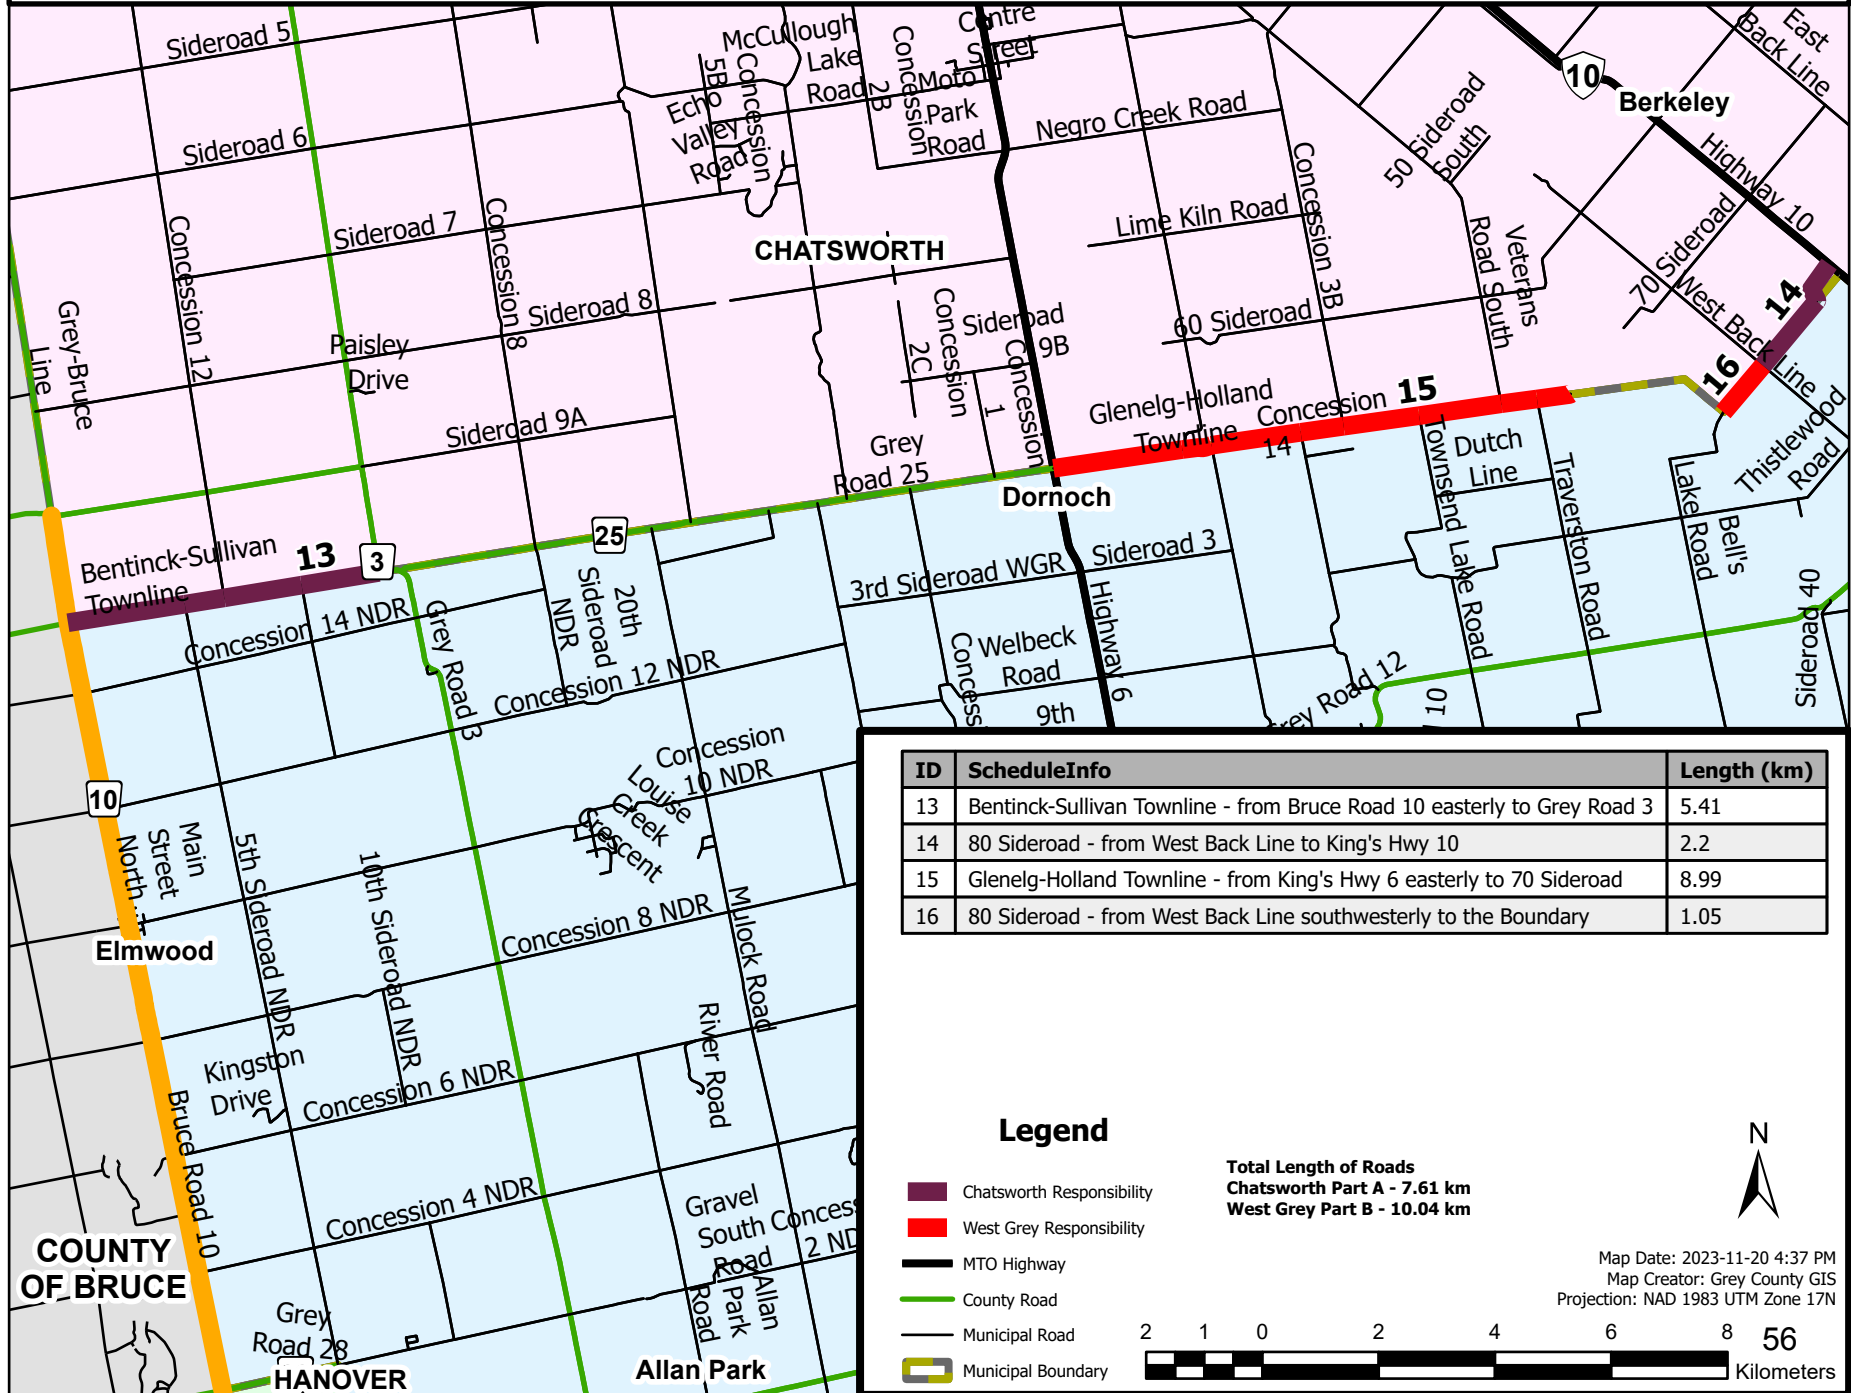 Sideroad 5
McCullough
Lake
Road
Concession
5B
Concession
2B
Centre
Street
Moto
Park
Road
Echo
Valley
Road
Sideroad 6
Negro Creek Road
50 Sideroad
South
10
Berkeley
East
Back Line
Highway 10
Concession 12
Sideroad 7
Concession 8
CHATSWORTH
Lime Kiln Road
Concession 3B
Veterans
Road South
70 Sideroad
West Back Line
14
16
Grey-Bruce
Line
Paisley
Drive
Sideroad 8
Concession
2C
Sideroad
9B
Concession
1
60 Sideroad
Sideroad 9A
Grey
Road 25
Glenelg-Holland
Townline
Concession
14
15
Dutch
Line
Thistlewood
Road
Dornoch
Townsend Lake Road
Traverston Road
Bell's
Lake Road
Bentinck-Sullivan
Townline
13
3
25
Concession 14 NDR
Grey Road 3
20th
Sideroad
NDR
3rd Sideroad WGR
Sideroad 3
Highway 6
Welbeck
Road
Concess
9th
Concession 12 NDR
Grey Road 12
10
Sideroad 40
Concession
10 NDR
Louise
Creek
Crescent
10
Main
Street
North
5th Sideroad NDR
10th Sideroad NDR
Elmwood
Concession 8 NDR
Mulock Road
River Road
Kingston
Drive
Concession 6 NDR
Bruce Road 10
Concession 4 NDR
Gravel
South
Road
Concess
2 ND
Allan
Park
Road
COUNTY
OF BRUCE
Grey
Road 28
HANOVER
Allan Park
ID ScheduleInfo Length (km)
13 Bentinck-Sullivan Townline - from Bruce Road 10 easterly to Grey Road 3 5.41
14 80 Sideroad - from West Back Line to King's Hwy 10 2.2
15 Glenelg-Holland Townline - from King's Hwy 6 easterly to 70 Sideroad 8.99
16 80 Sideroad - from West Back Line southwesterly to the Boundary 1.05
Legend
Chatsworth Responsibility
West Grey Responsibility
MTO Highway
County Road
Municipal Road
Municipal Boundary
Total Length of Roads
Chatsworth Part A - 7.61 km
West Grey Part B - 10.04 km
N
Map Date: 2023-11-20 4:37 PM
Map Creator: Grey County GIS
Projection: NAD 1983 UTM Zone 17N
2 1 0 2 4 6 8
56
Kilometers